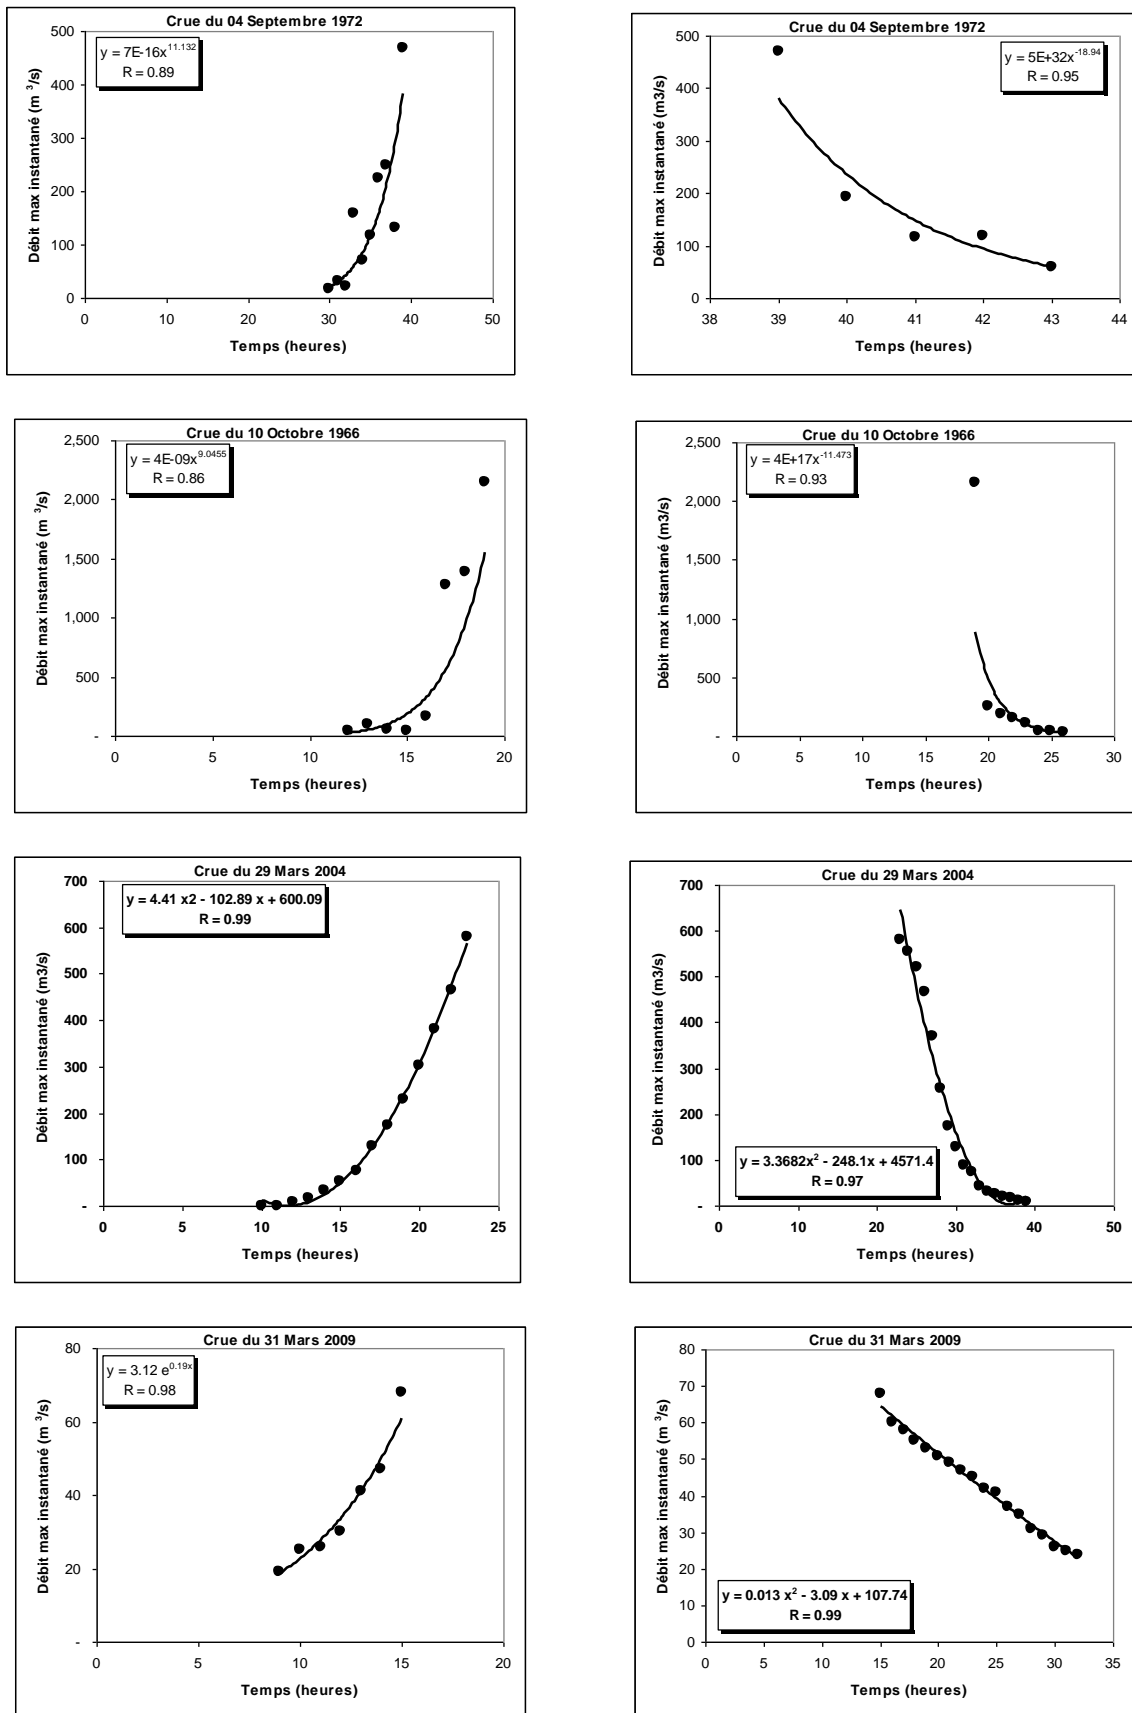 Crue du 04 Septembre 1972
y = 7E-16x^11.132
R = 0.89
Débit max instantané (m ³/s)
500
400
300
200
100
0
0 10 20 30 40 50
Temps (heures)
Crue du 04 Septembre 1972
y = 5E+32x^-18.94
R = 0.95
Débit max instantané (m3/s)
500
400
300
200
100
0
38 39 40 41 42 43 44
Temps (heures)
Crue du 10 Octobre 1966
y = 4E-09x^9.0455
R = 0.86
Débit max instantané (m ³/s)
2,500
2,000
1,500
1,000
500
-
0 5 10 15 20
Temps (heures)
Crue du 10 Octobre 1966
y = 4E+17x^-11.473
R = 0.93
Débit max instantané (m3/s)
2,500
2,000
1,500
1,000
500
-
0 5 10 15 20 25 30
Temps (heures)
Crue du 29 Mars 2004
y = 4.41 x2 - 102.89 x + 600.09
R = 0.99
Débit max instantané (m3/s)
700
600
500
400
300
200
100
-
0 5 10 15 20 25
Temps (heures)
Crue du 29 Mars 2004
y = 3.3682x² - 248.1x + 4571.4
R = 0.97
Débit max instantané (m3/s)
700
600
500
400
300
200
100
-
0 10 20 30 40 50
Temps (heures)
Crue du 31 Mars 2009
y = 3.12 e^0.19x
R = 0.98
Débit max instantané (m ³/s)
80
60
40
20
-
0 5 10 15 20
Temps (heures)
Crue du 31 Mars 2009
y = 0.013 x² - 3.09 x + 107.74
R = 0.99
Débit max instantané (m ³/s)
80
70
60
50
40
30
20
10
0
0 5 10 15 20 25 30 35
Temps (heures)